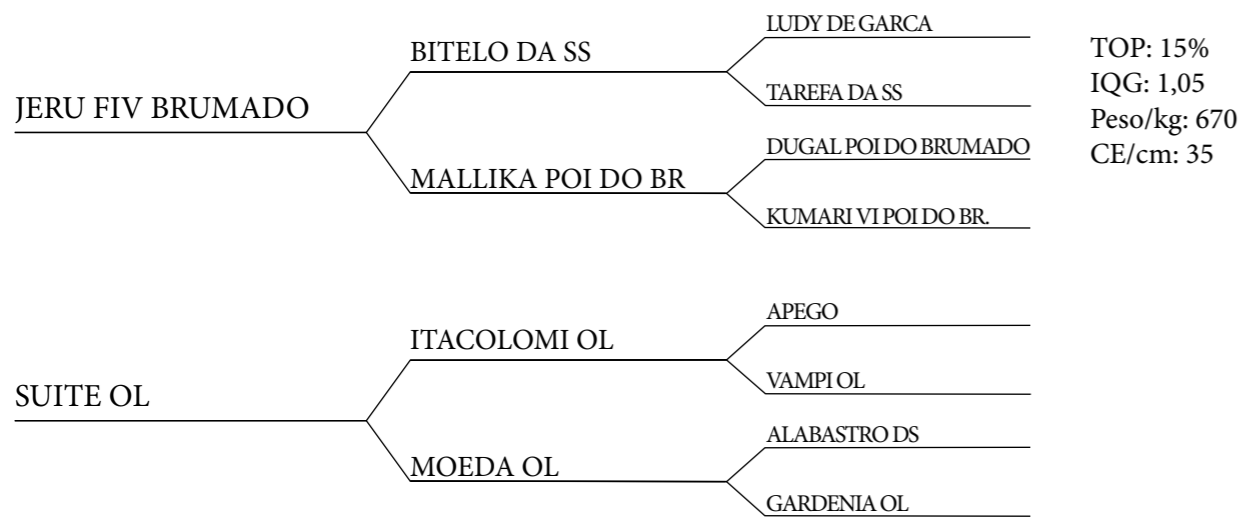 LUDY DE GARCA
BITELO DA SS
TAREFA DA SS
JERU FIV BRUMADO
DUGAL POI DO BRUMADO
MALLIKA POI DO BR
KUMARI VI POI DO BR.
TOP: 15%
IQG: 1,05
Peso/kg: 670
CE/cm: 35
APEGO
ITACOLOMI OL
VAMPI OL
SUITE OL
ALABASTRO DS
MOEDA OL
GARDENIA OL